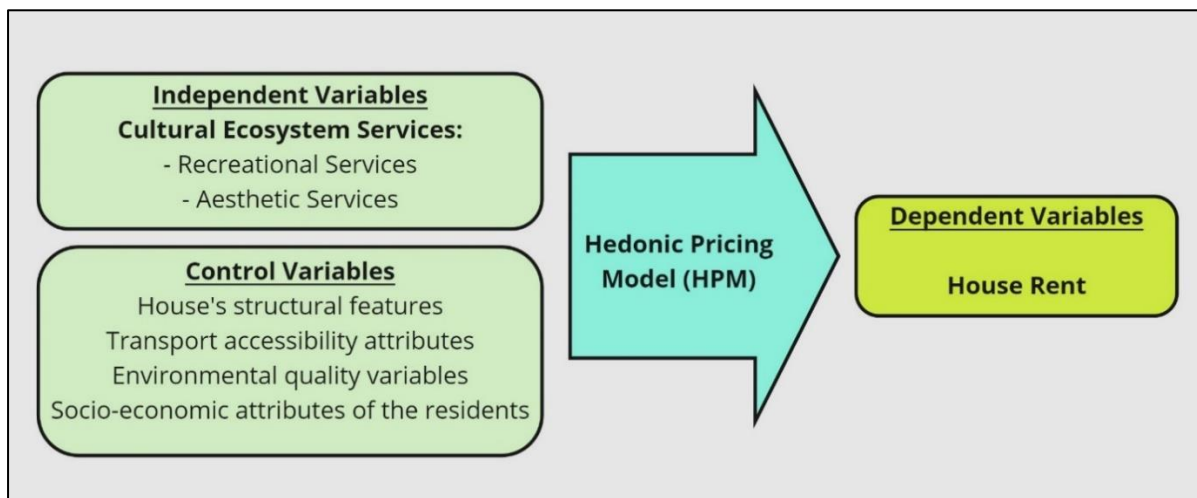 Independent Variables
Cultural Ecosystem Services:
- Recreational Services
- Aesthetic Services
Control Variables
House's structural features
Transport accessibility attributes
Environmental quality variables
Socio-economic attributes of the residents
Hedonic Pricing
Model (HPM)
Dependent Variables
House Rent